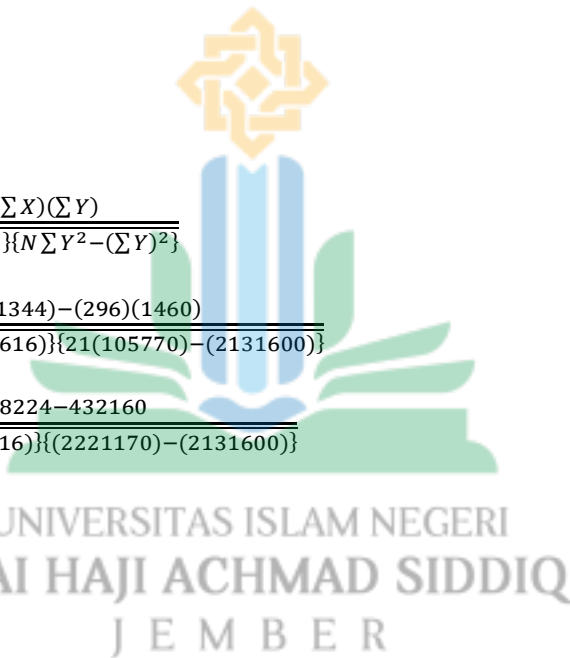 ∑X)(∑Y)
}{N∑Y²−(∑Y)²}
1344)−(296)(1460)
616)}{21(105770)−(2131600)}
8224−432160
16)}{(2221170)−(2131600)}
UNIVERSITAS ISLAM NEGERI
AI HAJI ACHMAD SIDDIQ
JEMBER